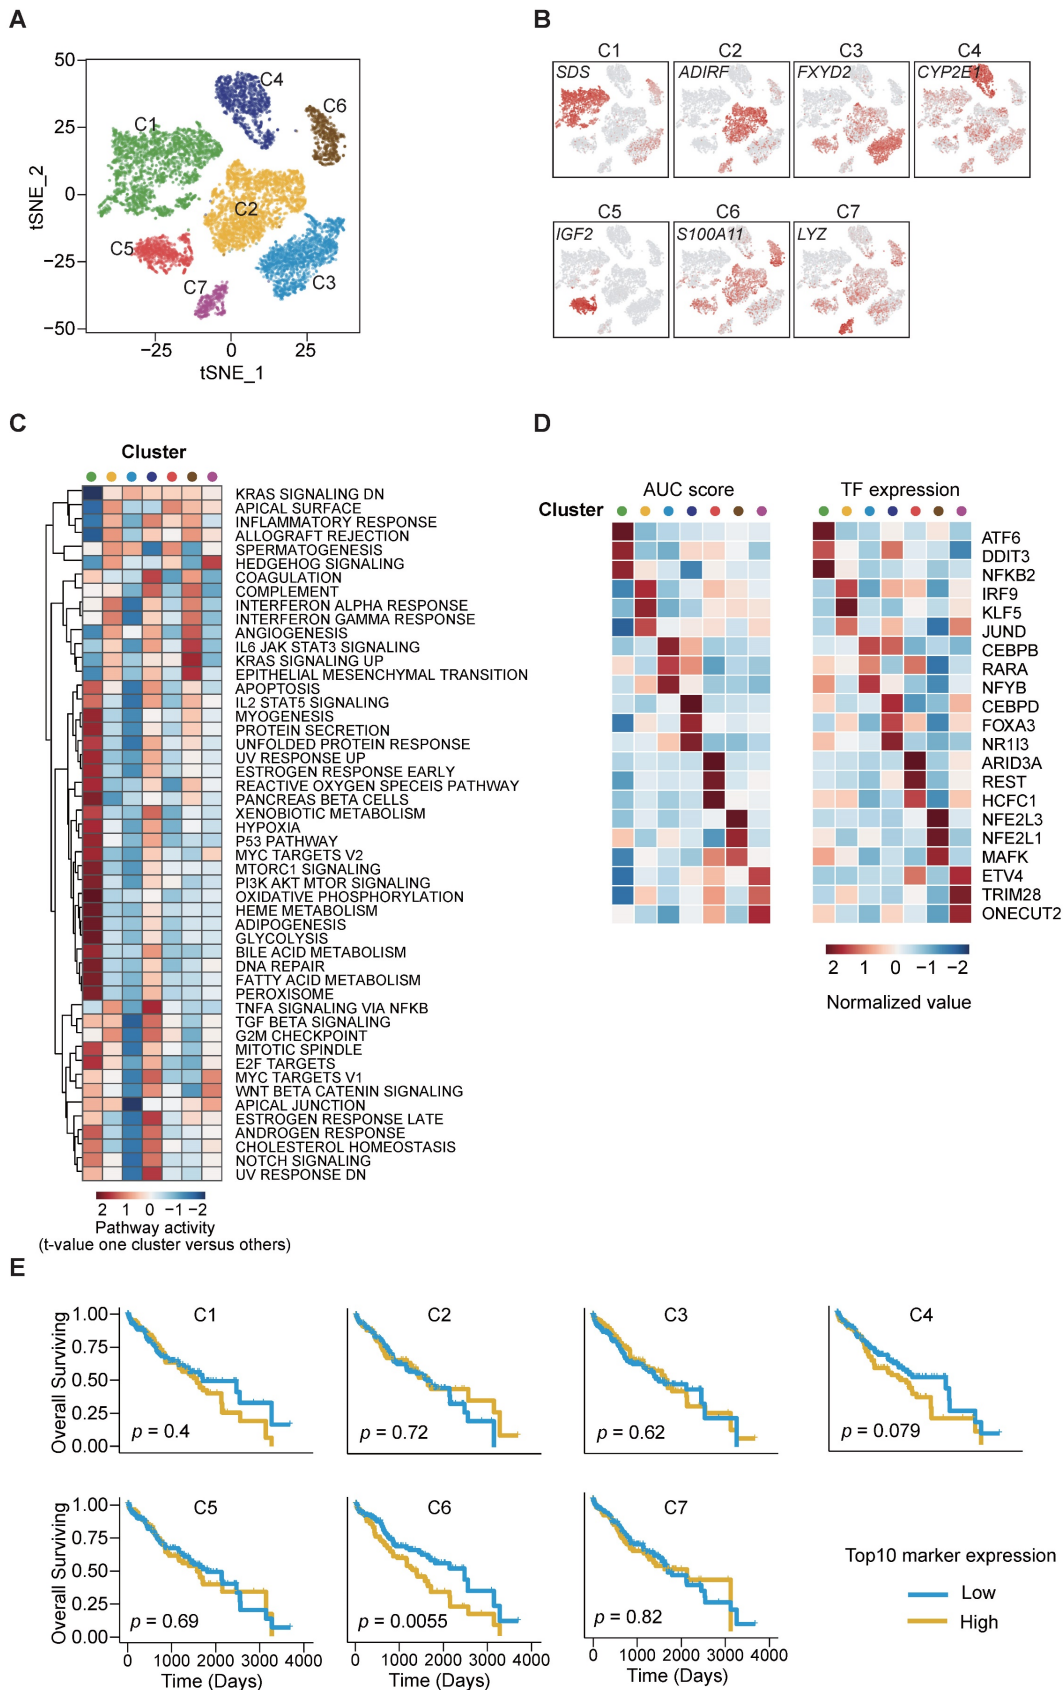 A
50
25
0
−25
−50
tSNE_2
C1
C4
C6
C2
C5
C3
C7
−25 0 25
tSNE_1
B
C1 C2 C3 C4
SDS ADIRF FXYD2 CYP2E1
C5 C6 C7
IGF2 S100A11 LYZ
C
Cluster
KRAS SIGNALING DN
APICAL SURFACE
INFLAMMATORY RESPONSE
ALLOGRAFT REJECTION
SPERMATOGENESIS
HEDGEHOG SIGNALING
COAGULATION
COMPLEMENT
INTERFERON ALPHA RESPONSE
INTERFERON GAMMA RESPONSE
ANGIOGENESIS
IL6 JAK STAT3 SIGNALING
KRAS SIGNALING UP
EPITHELIAL MESENCHYMAL TRANSITION
APOPTOSIS
IL2 STAT5 SIGNALING
MYOGENESIS
PROTEIN SECRETION
UNFOLDED PROTEIN RESPONSE
UV RESPONSE UP
ESTROGEN RESPONSE EARLY
REACTIVE OXYGEN SPECEIS PATHWAY
PANCREAS BETA CELLS
XENOBIOTIC METABOLISM
HYPOXIA
P53 PATHWAY
MYC TARGETS V2
MTORC1 SIGNALING
PI3K AKT MTOR SIGNALING
OXIDATIVE PHOSPHORYLATION
HEME METABOLISM
ADIPOGENESIS
GLYCOLYSIS
BILE ACID METABOLISM
DNA REPAIR
FATTY ACID METABOLISM
PEROXISOME
TNFA SIGNALING VIA NFKB
TGF BETA SIGNALING
G2M CHECKPOINT
MITOTIC SPINDLE
E2F TARGETS
MYC TARGETS V1
WNT BETA CATENIN SIGNALING
APICAL JUNCTION
ESTROGEN RESPONSE LATE
ANDROGEN RESPONSE
CHOLESTEROL HOMEOSTASIS
NOTCH SIGNALING
UV RESPONSE DN
2 1 0 −1 −2
Pathway activity
(t-value one cluster versus others)
D
AUC score TF expression
Cluster
ATF6
DDIT3
NFKB2
IRF9
KLF5
JUND
CEBPB
RARA
NFYB
CEBPD
FOXA3
NR1I3
ARID3A
REST
HCFC1
NFE2L3
NFE2L1
MAFK
ETV4
TRIM28
ONECUT2
2 1 0 −1 −2
Normalized value
E
Overall Surviving
1.00
0.75
0.50
0.25
0.00
C1
p = 0.4
C2
p = 0.72
C3
p = 0.62
C4
p = 0.079
Overall Surviving
1.00
0.75
0.50
0.25
0.00
C5
p = 0.69
0 1000 2000 3000 4000
Time (Days)
C6
p = 0.0055
0 1000 2000 3000 4000
Time (Days)
C7
p = 0.82
0 1000 2000 3000 4000
Time (Days)
Top10 marker expression
Low
High